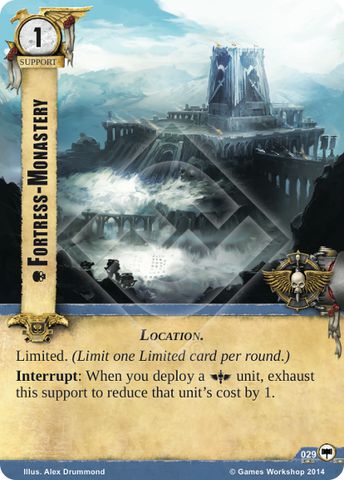 1
SUPPORT
Fortress-Monastery
Location.
Limited. (Limit one Limited card per round.)
Interrupt: When you deploy a unit, exhaust
this support to reduce that unit's cost by 1.
029
Illus. Alex Drummond
© Games Workshop 2014